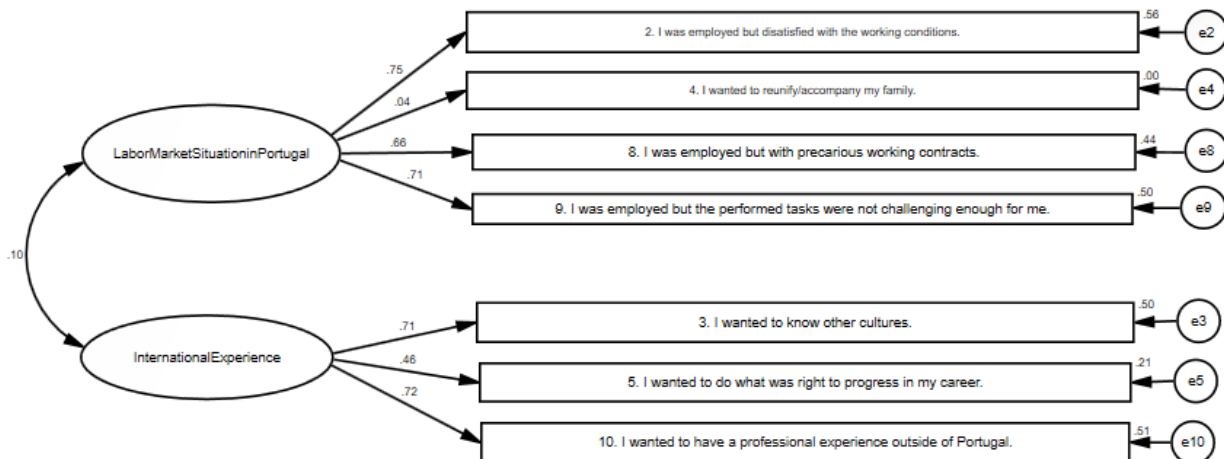 .56
2. I was employed but disatisfied with the working conditions.
e2
.75
.00
4. I wanted to reunify/accompany my family.
e4
.04
LaborMarketSituationinPortugal
.66
.44
8. I was employed but with precarious working contracts.
e8
.71
.50
9. I was employed but the performed tasks were not challenging enough for me.
e9
.10
.50
3. I wanted to know other cultures.
e3
.71
InternationalExperience
.46
.21
5. I wanted to do what was right to progress in my career.
e5
.72
.51
10. I wanted to have a professional experience outside of Portugal.
e10